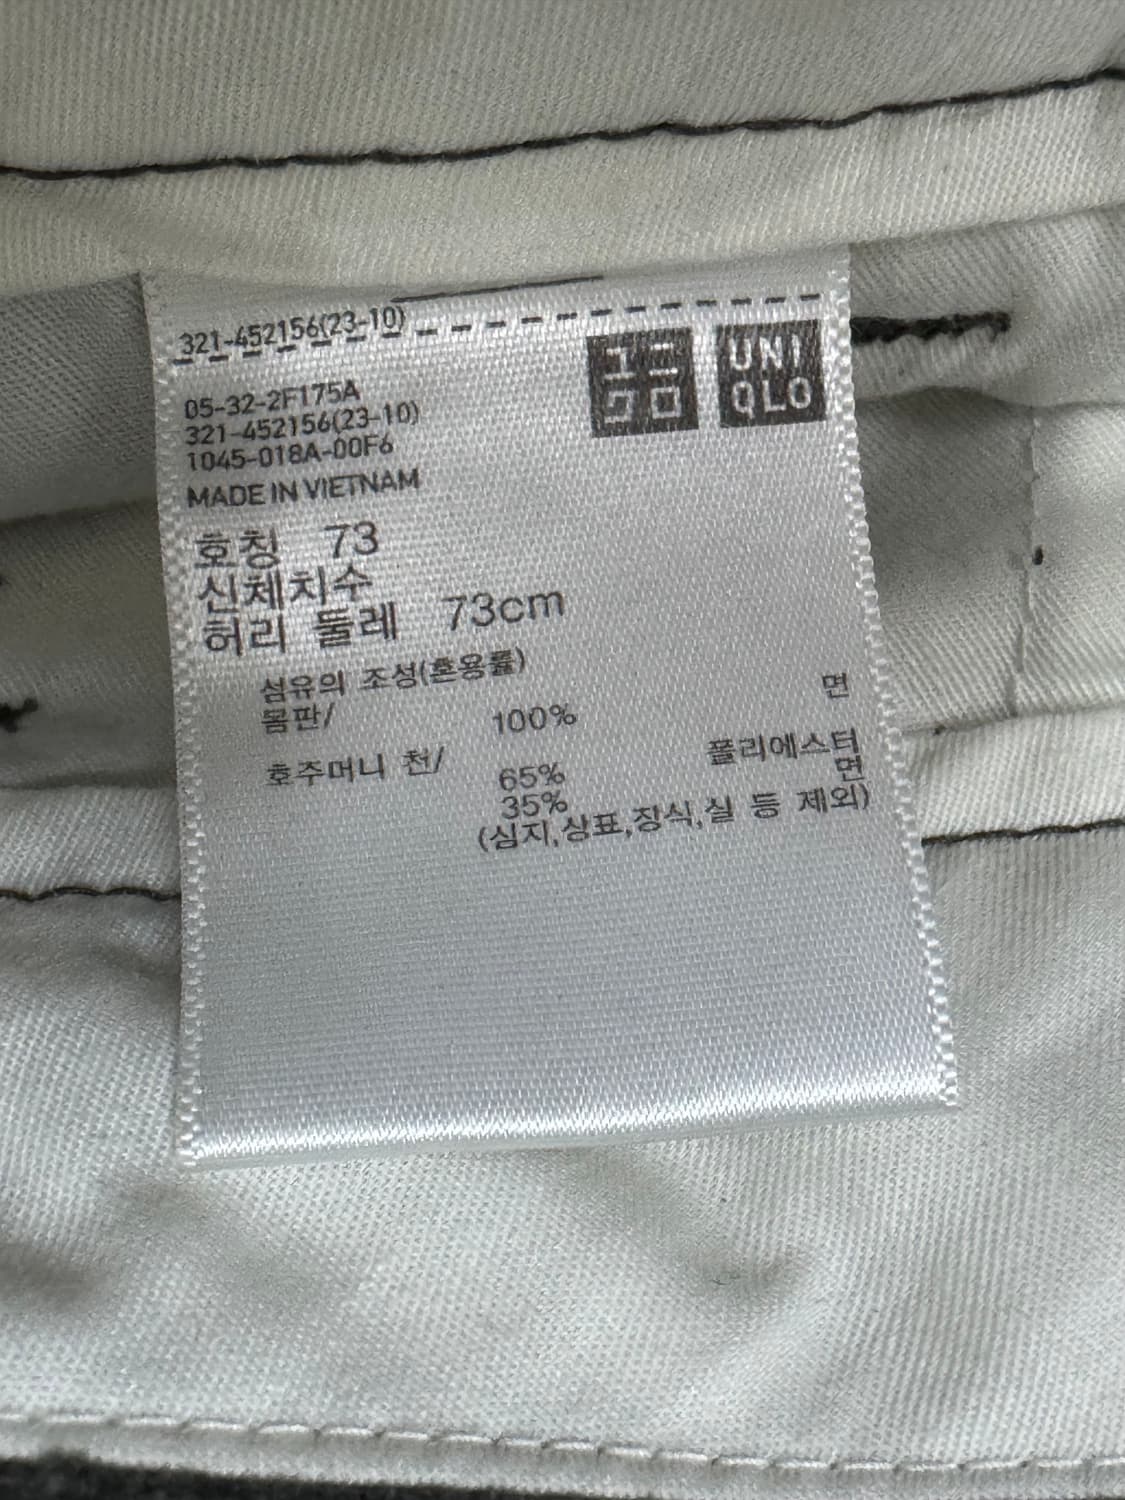 321-452156(23-10)
ユニ
クロ
UNI
QLO
05-32-2F175A
321-452156(23-10)
1045-018A-00F6
MADE IN VIETNAM
호칭 73
신체치수
허리 둘레 73cm
섬유의 조성(혼용률)
몸판/ 100% 면
호주머니 천/ 65% 폴리에스터
35% 면
(심지,상표,장식,실 등 제외)